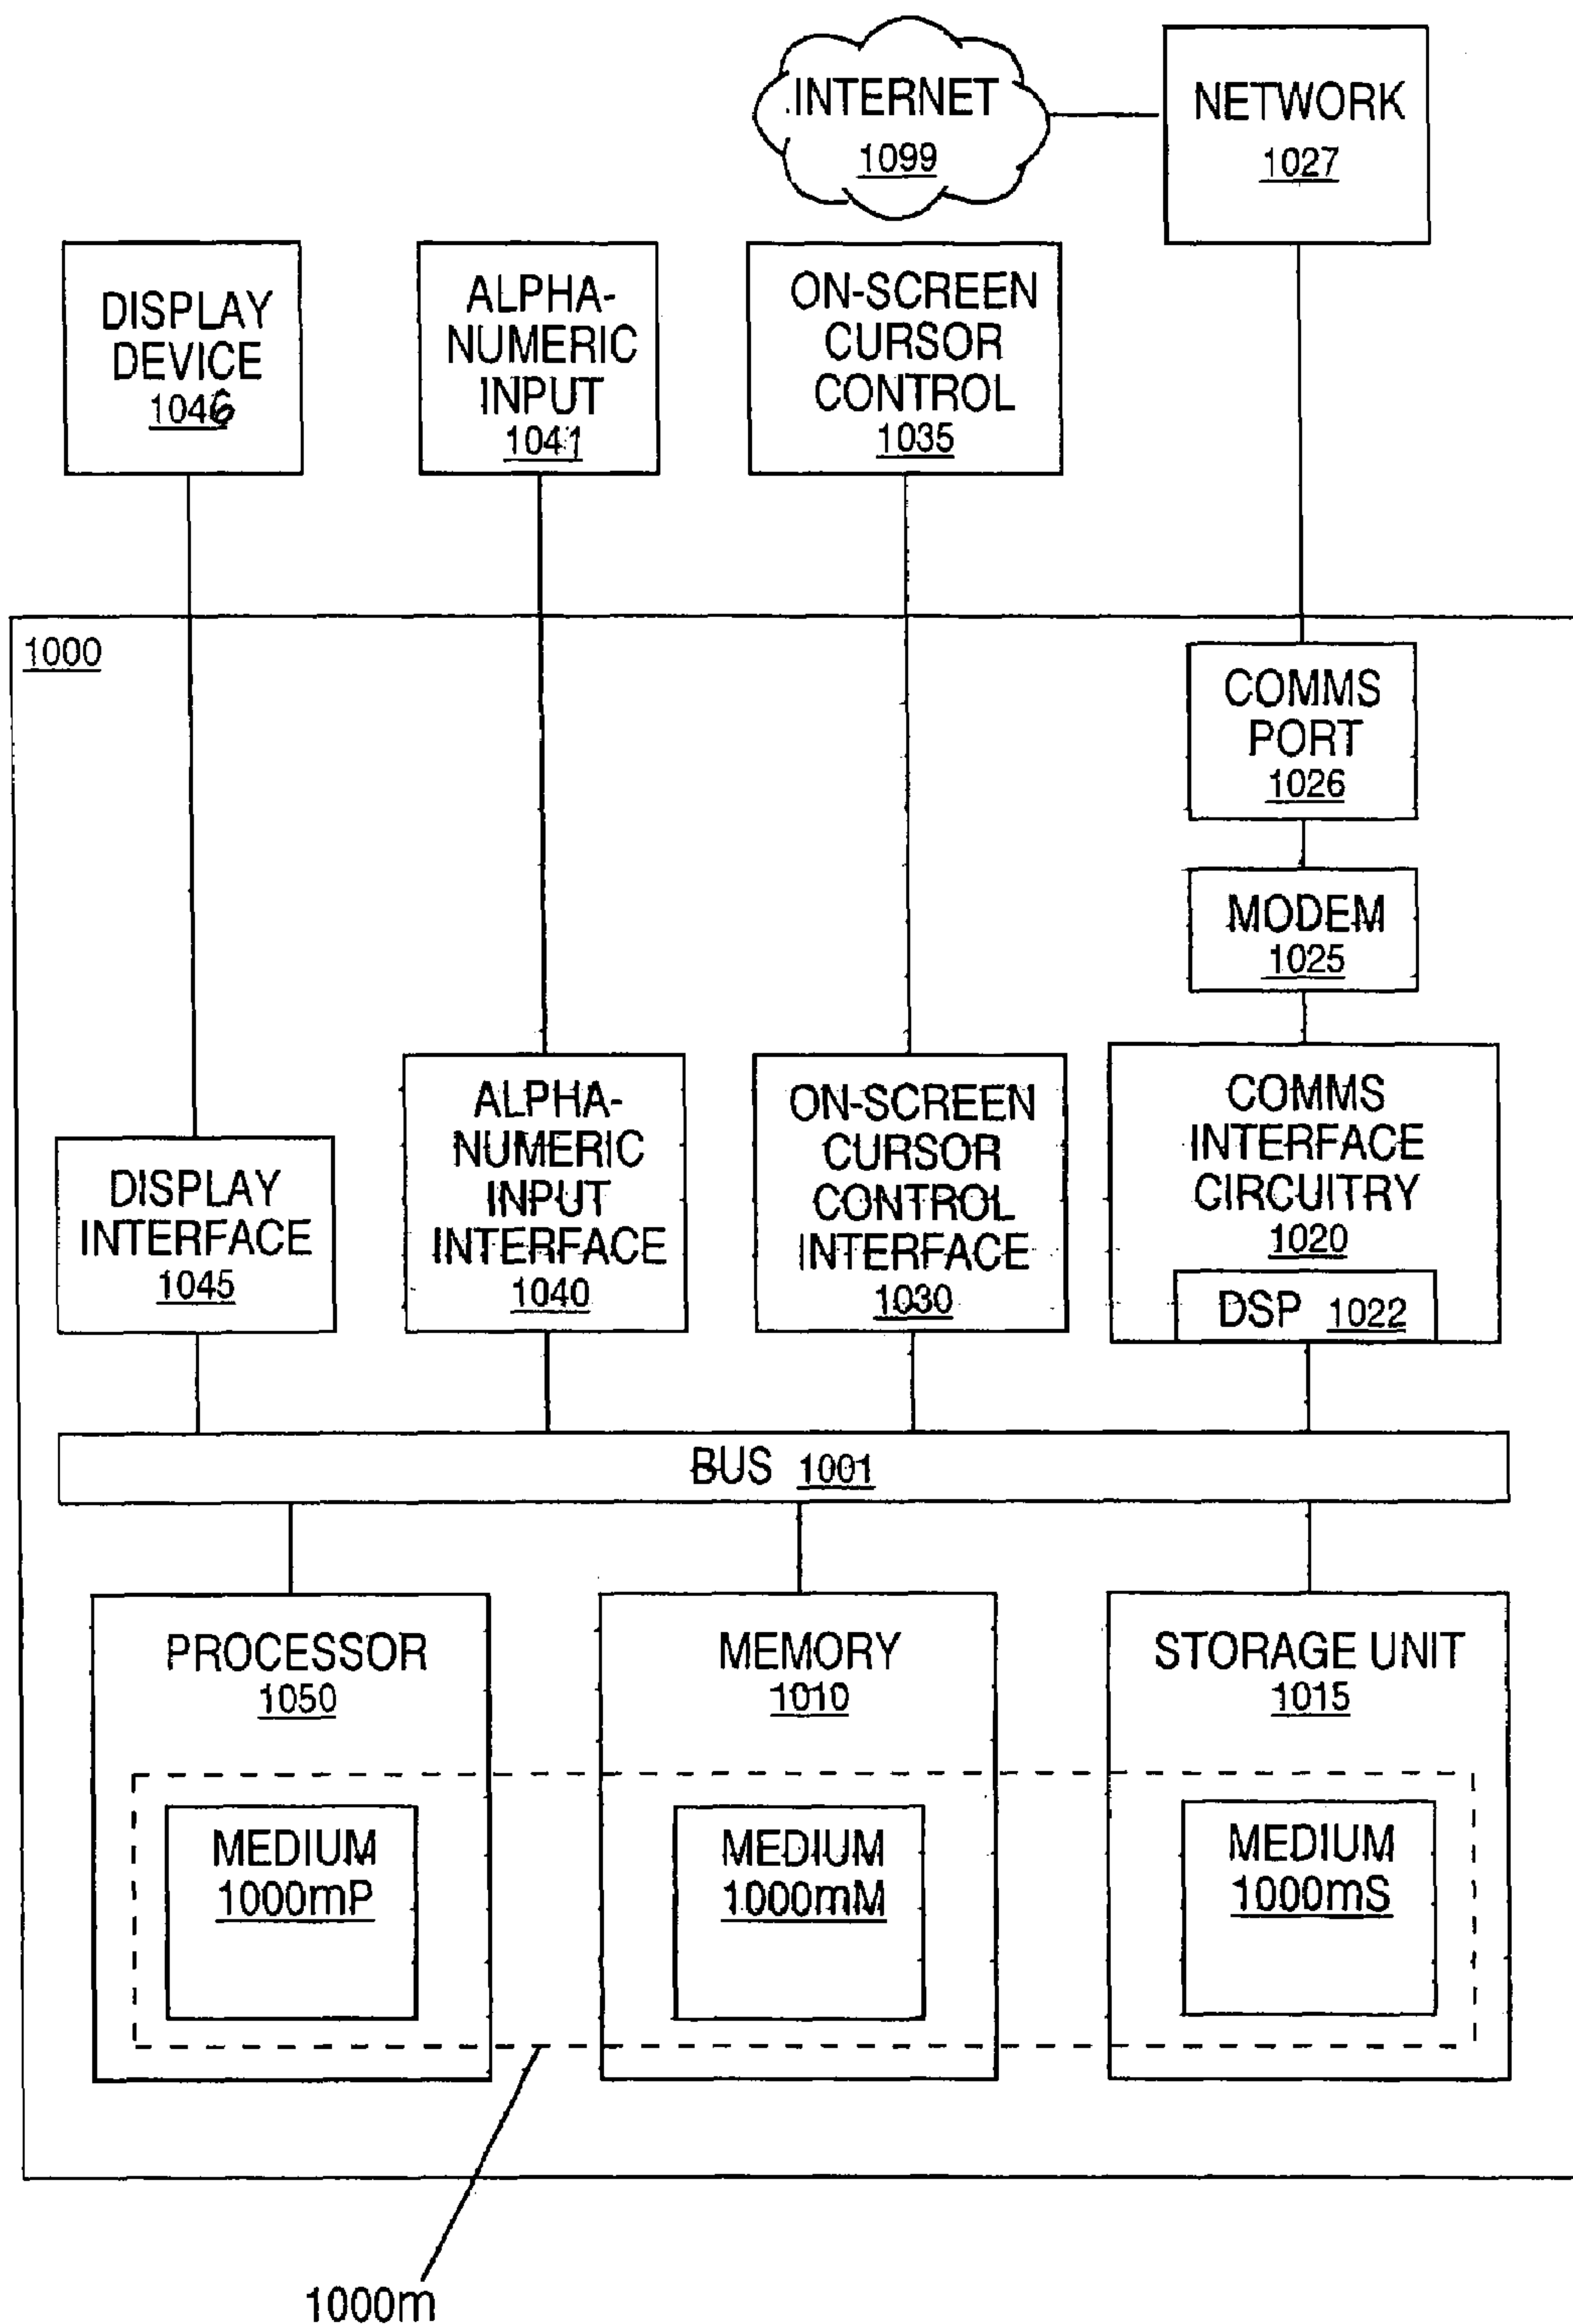 INTERNET
1099
NETWORK
1027
DISPLAY
DEVICE
1046
ALPHA-
NUMERIC
INPUT
1041
ON-SCREEN
CURSOR
CONTROL
1035
1000
COMMS
PORT
1026
MODEM
1025
DISPLAY
INTERFACE
1045
ALPHA-
NUMERIC
INPUT
INTERFACE
1040
ON-SCREEN
CURSOR
CONTROL
INTERFACE
1030
COMMS
INTERFACE
CIRCUITRY
1020
DSP 1022
BUS 1001
PROCESSOR
1050
MEDIUM
1000mP
MEMORY
1010
MEDIUM
1000mM
STORAGE UNIT
1015
MEDIUM
1000mS
1000m